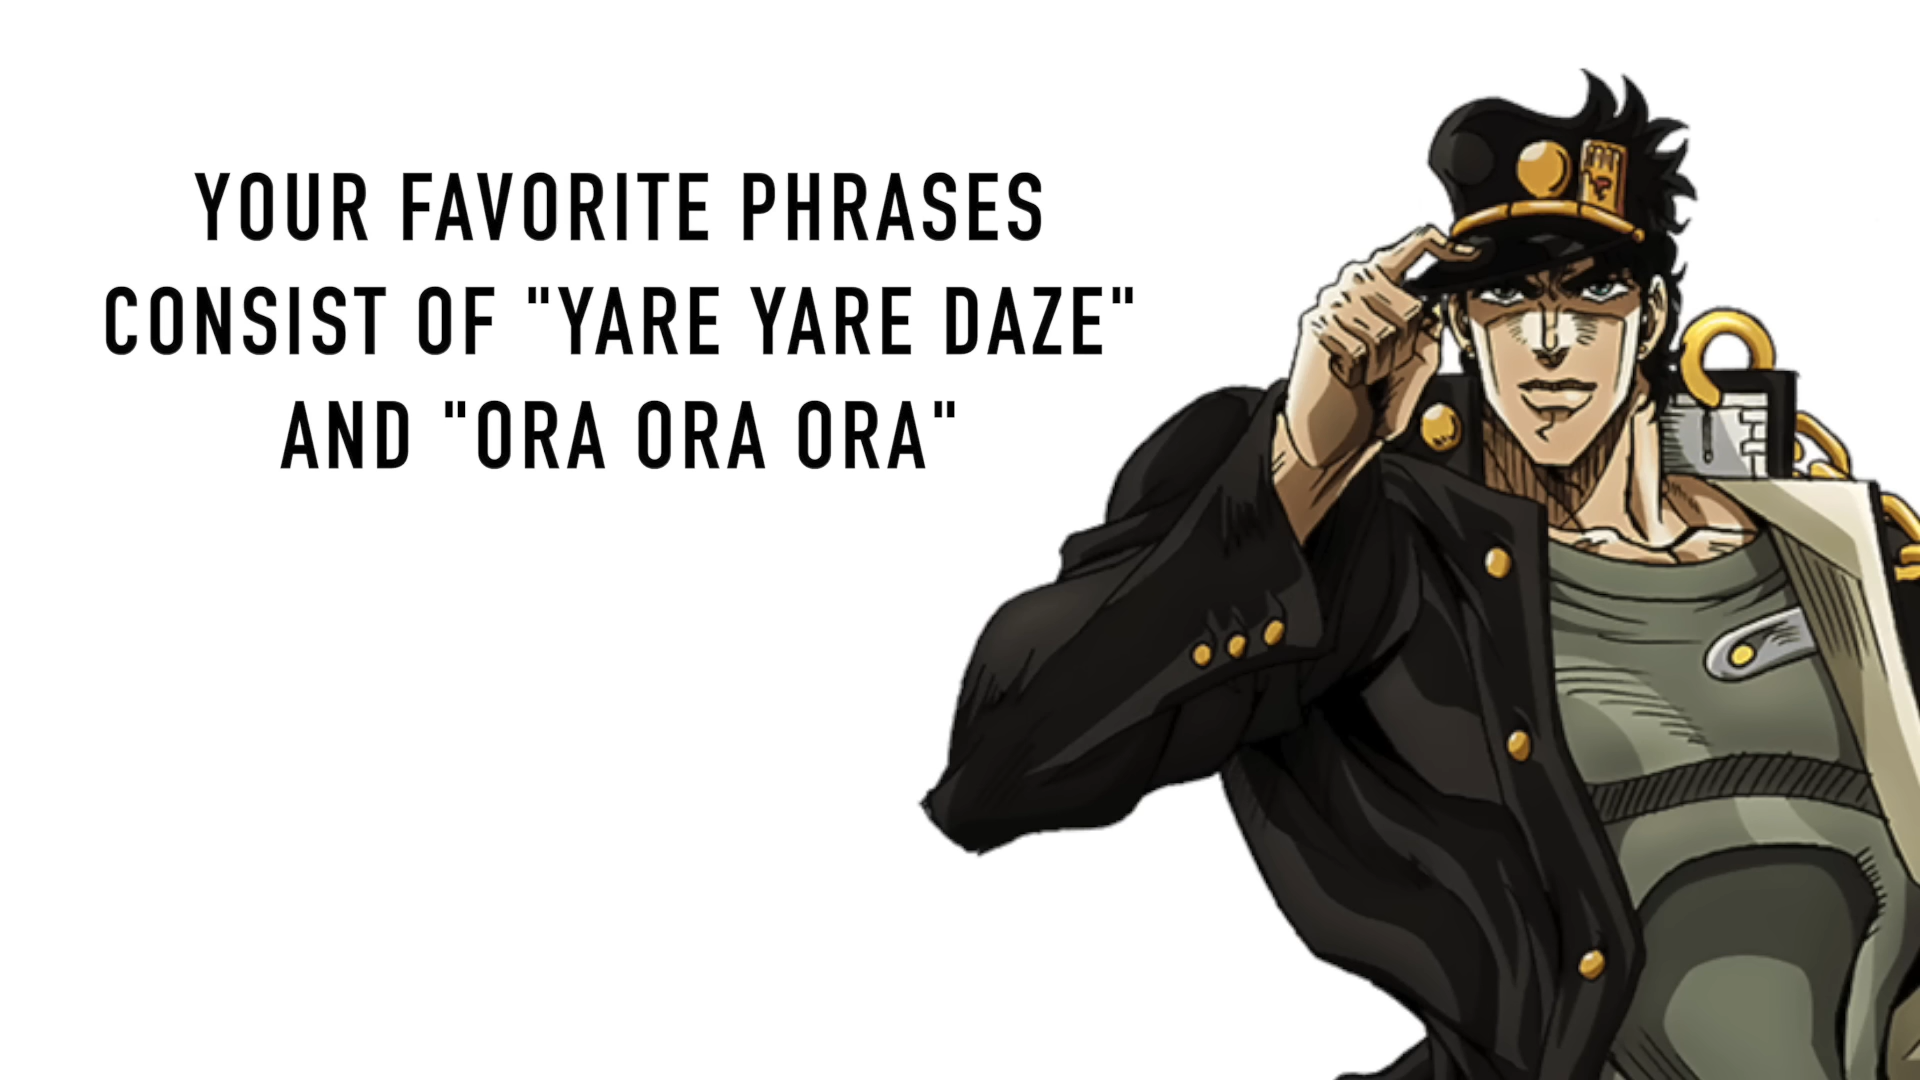 YOUR FAVORITE PHRASES
CONSIST OF "YARE YARE DAZE"
AND "ORA ORA ORA"